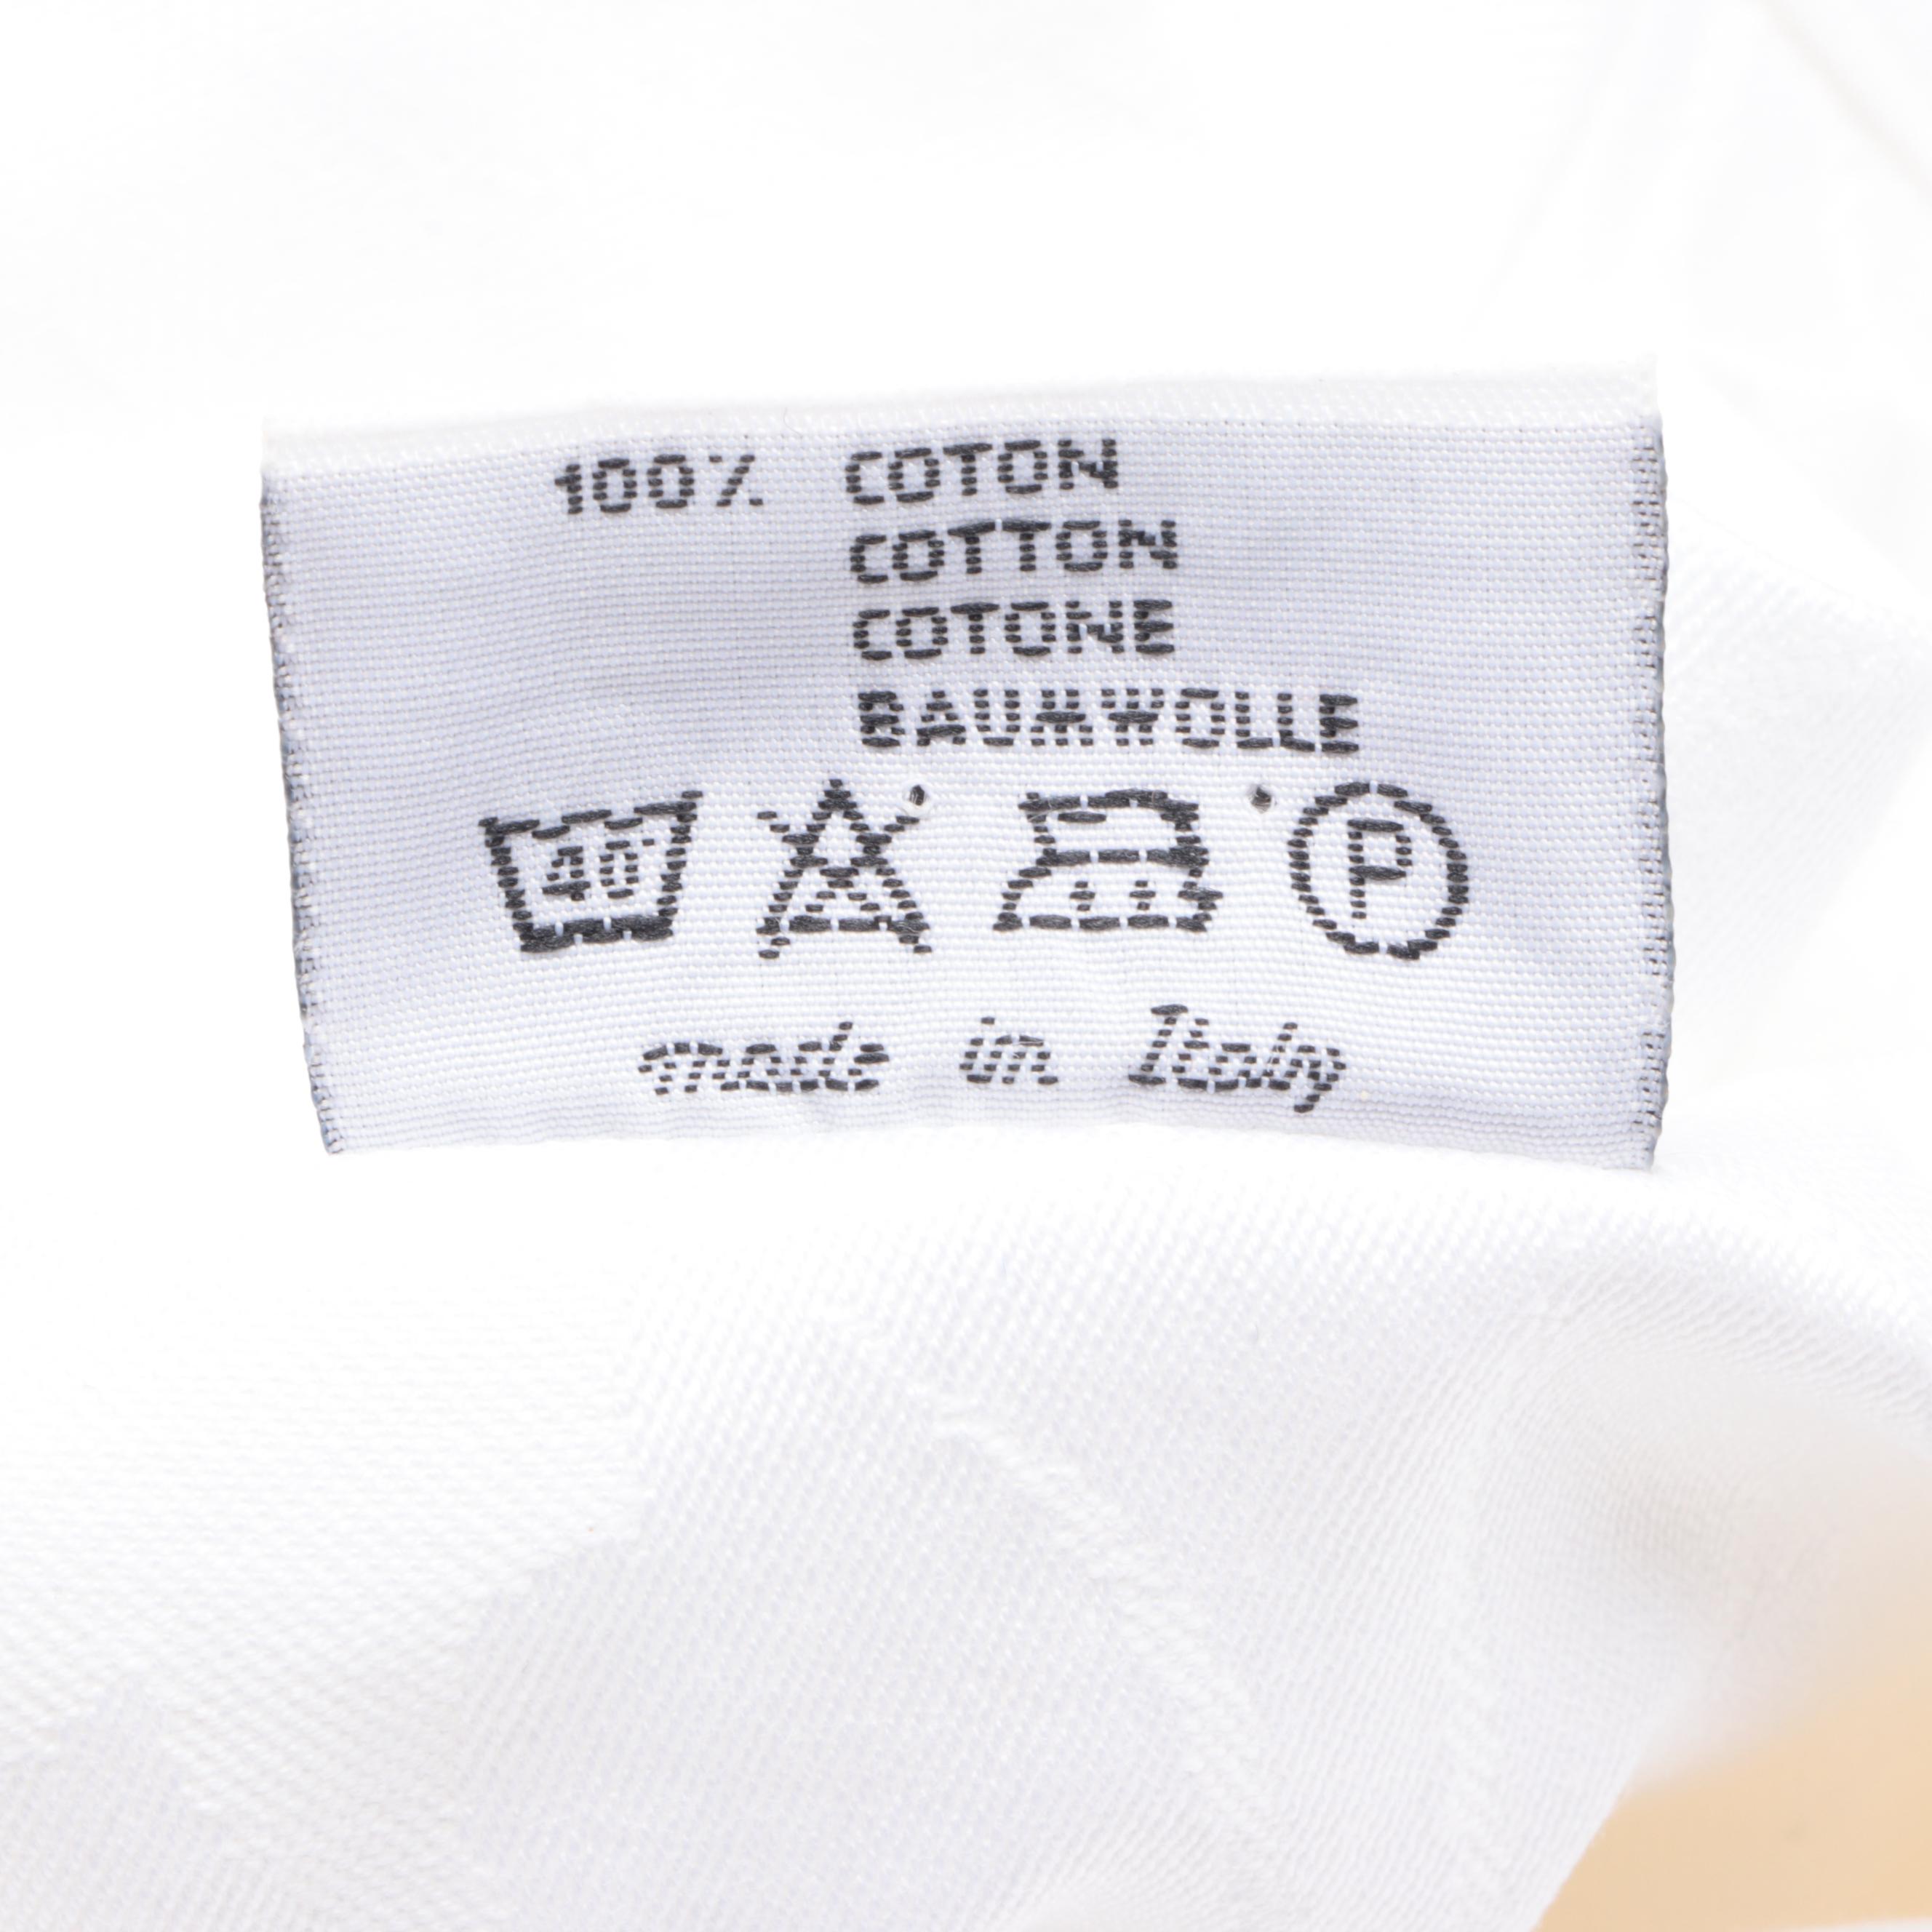 100% COTON
COTTON
COTONE
BAUMWOLLE
40° P
made in Italy